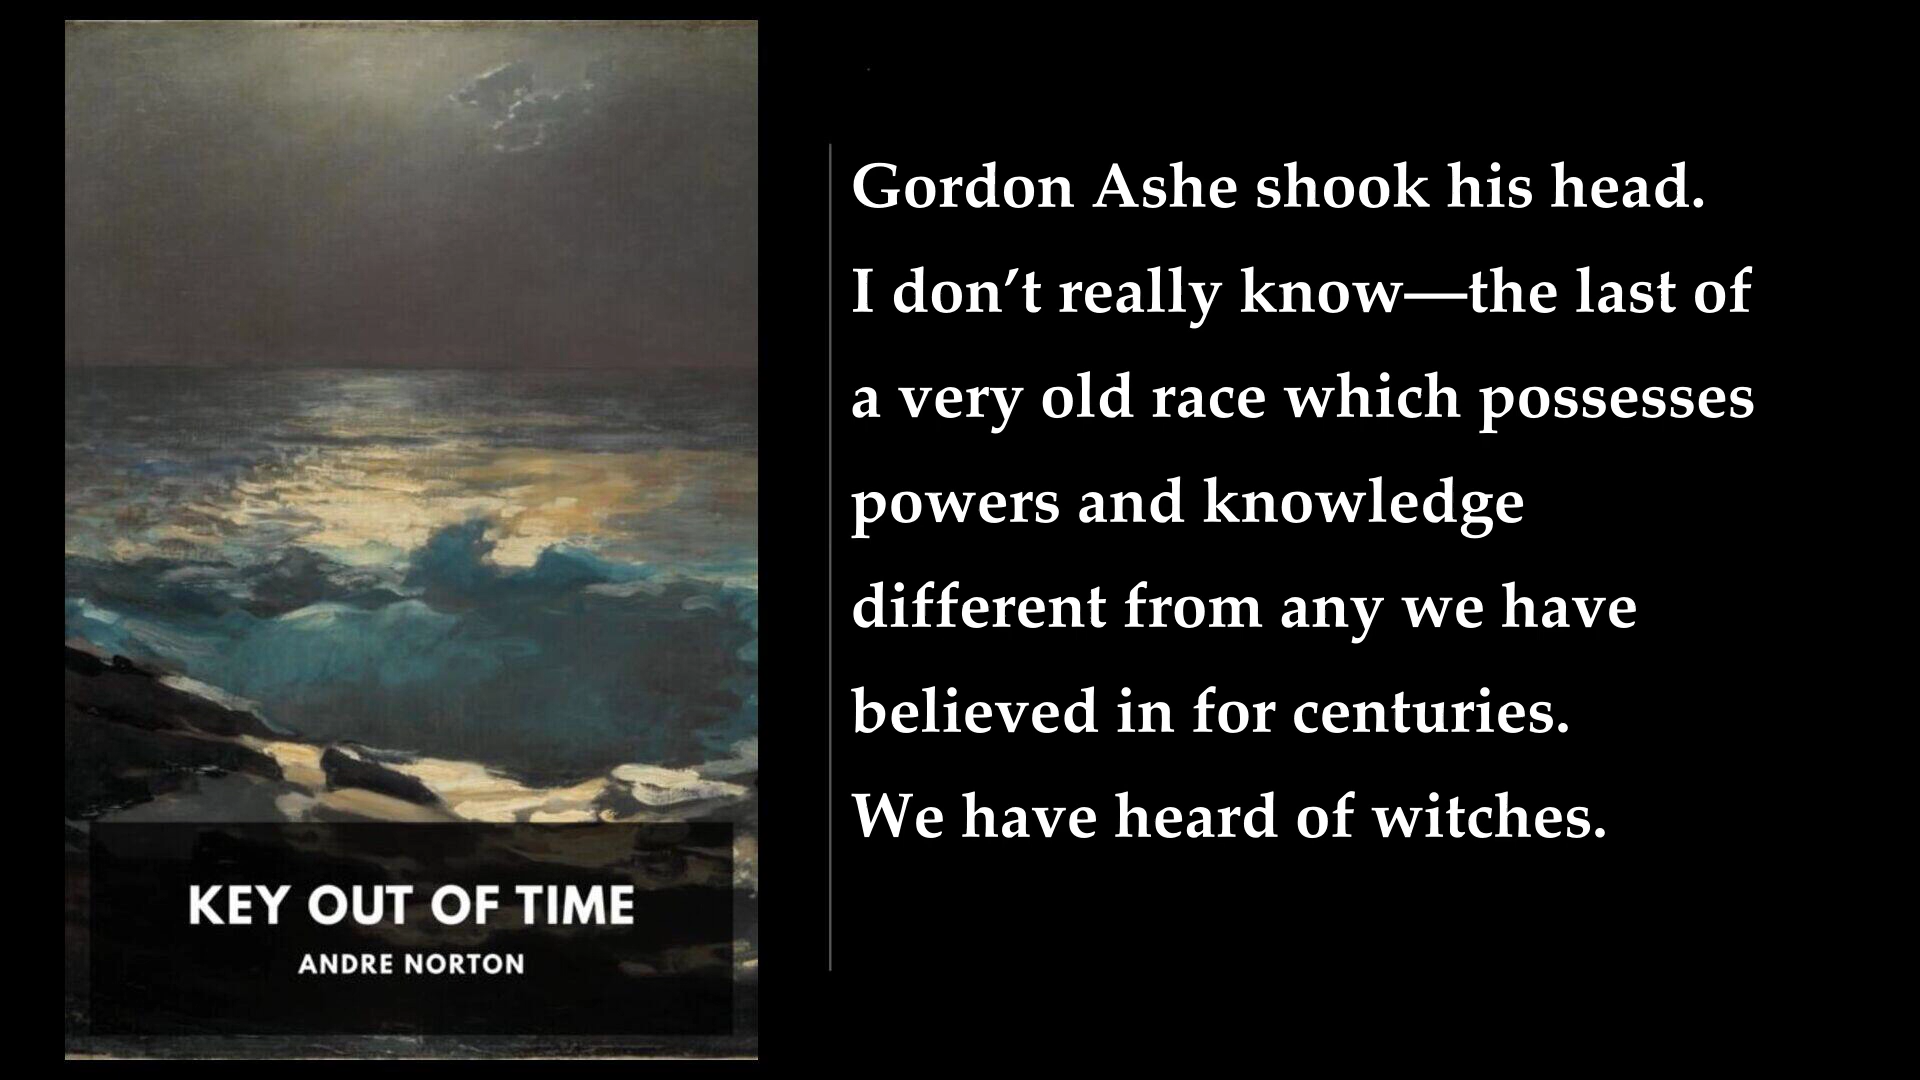 Gordon Ashe shook his head.
I don’t really know—the last of
a very old race which possesses
powers and knowledge
different from any we have
believed in for centuries.
We have heard of witches.
KEY OUT OF TIME
ANDRE NORTON